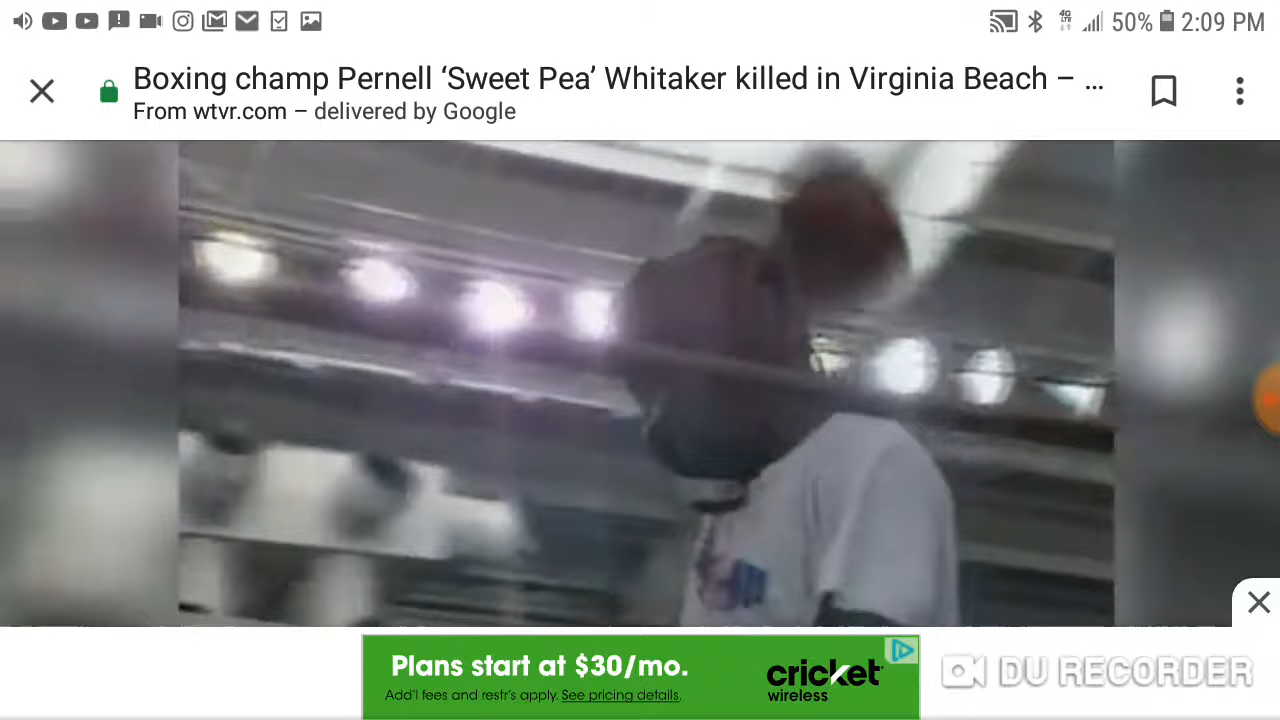 50% 2:09 PM
Boxing champ Pernell ‘Sweet Pea’ Whitaker killed in Virginia Beach – ...
From wtvr.com – delivered by Google
Plans start at $30/mo.
Add'l fees and restr's apply. See pricing details.
cricket
wireless
DU RECORDER